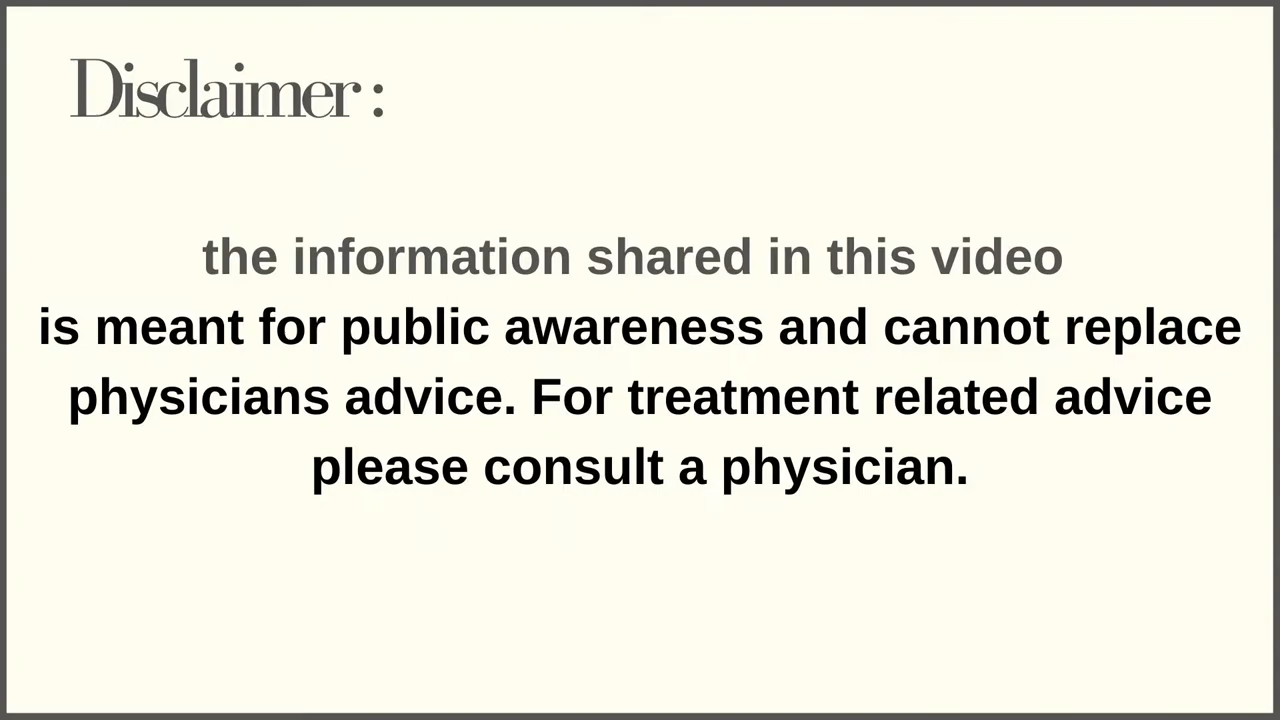 Disclaimer :
the information shared in this video
is meant for public awareness and cannot replace
physicians advice. For treatment related advice
please consult a physician.